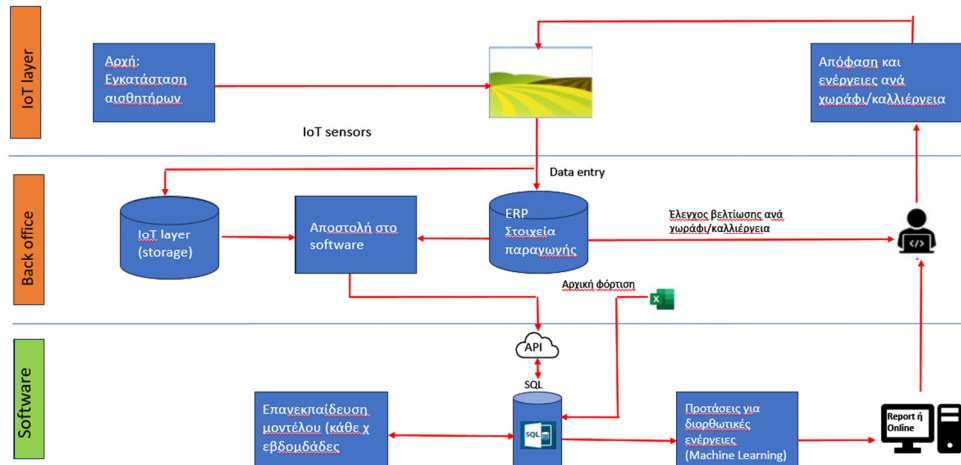 IoT layer
Αρχή:
Εγκατάσταση
αισθητήρων
IoT sensors
Απόφαση και
ενέργειες ανά
χωράφι/καλλιέργεια
Back office
Data entry
IoT layer
(storage)
Αποστολή στο
software
ERP
Στοιχεία
παραγωγής
Έλεγχος βελτίωσης ανά
χωράφι/καλλιέργεια
Αρχική φόρτιση
X
Software
API
SQL
SQL
Επανεκπαίδευση
μοντέλου (κάθε χ
εβδομδάδες
Προτάσεις για
διορθωτικές
ενέργειες
(Machine Learning)
Report ή
Online